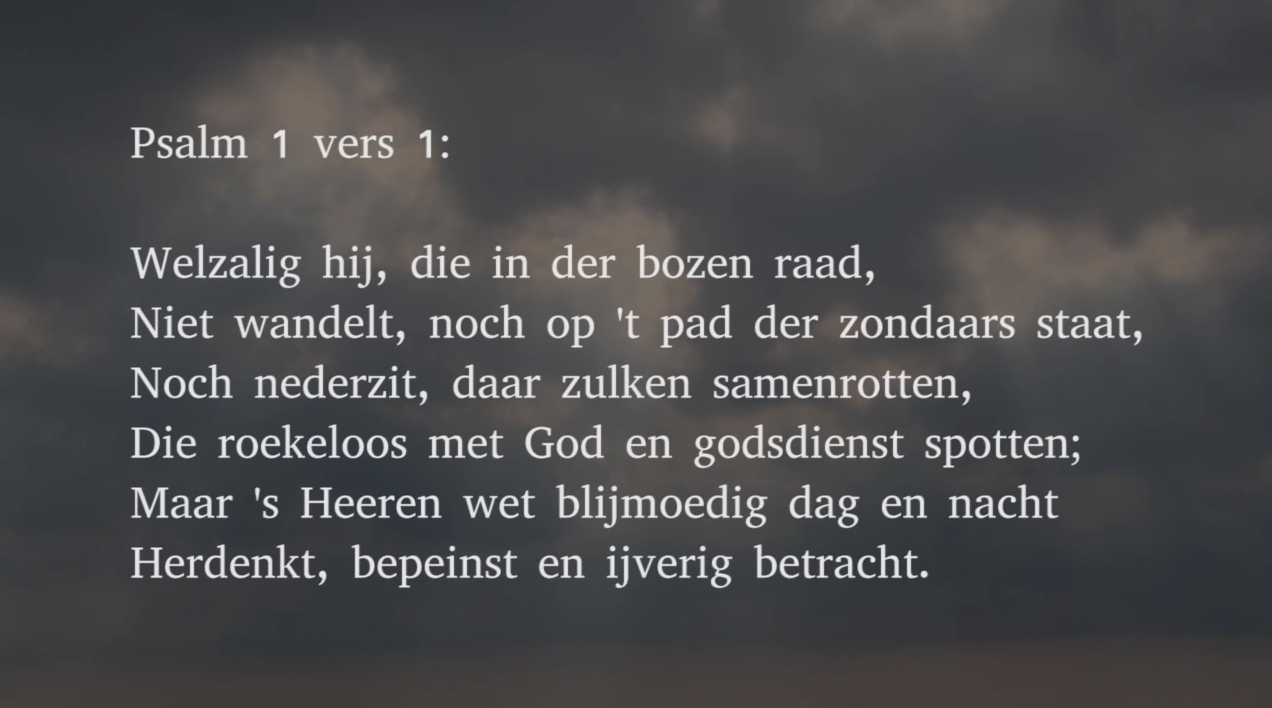 Psalm 1 vers 1:
Welzalig hij, die in der bozen raad,
Niet wandelt, noch op 't pad der zondaars staat,
Noch nederzit, daar zulken samenrotten,
Die roekeloos met God en godsdienst spotten;
Maar 's Heeren wet blijmoedig dag en nacht
Herdenkt, bepeinst en ijverig betracht.